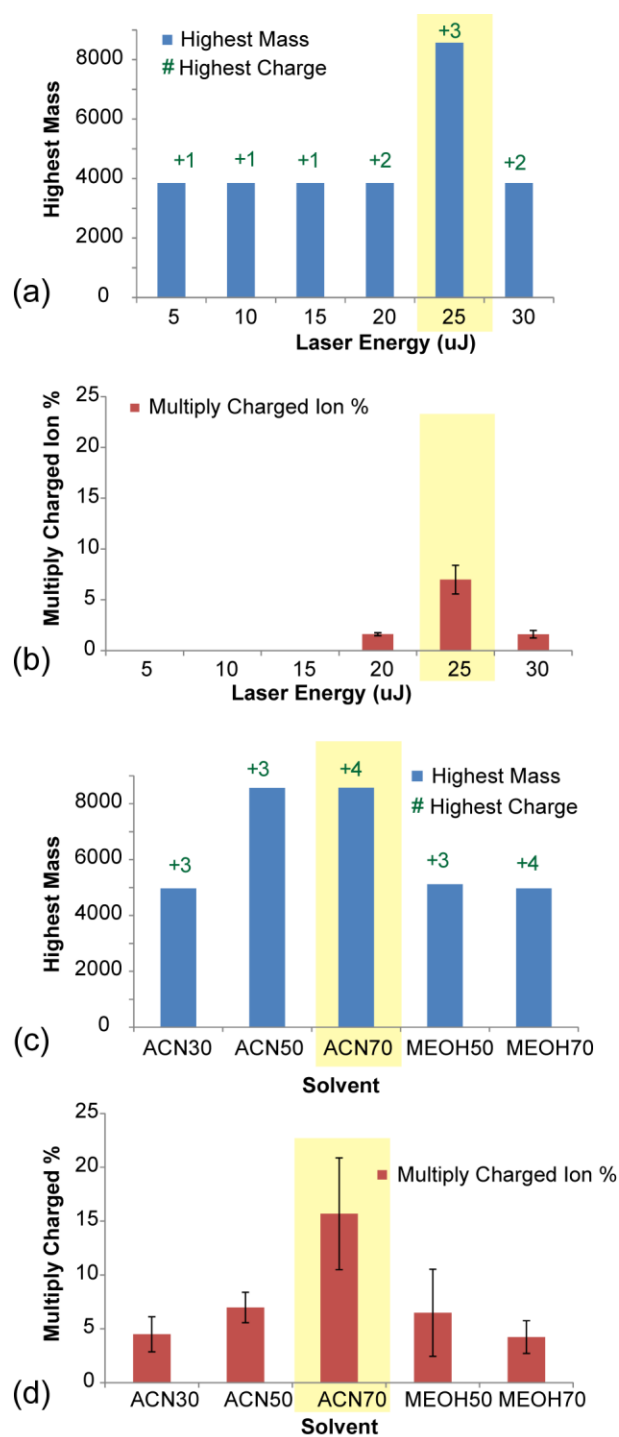 Highest Mass
# Highest Charge
+3
8000
6000
4000
2000
0
Highest Mass
+1
+1
+1
+2
+2
(a)
5
10
15
20
25
30
Laser Energy (uJ)
25
20
15
10
5
0
Multiply Charged Ion %
Multiply Charged Ion %
(b)
5
10
15
20
25
30
Laser Energy (uJ)
+3
+4
Highest Mass
# Highest Charge
8000
6000
4000
2000
0
Highest Mass
+3
+3
+4
(c)
ACN30
ACN50
ACN70
MEOH50
MEOH70
Solvent
25
20
15
10
5
0
Multiply Charged %
Multiply Charged Ion %
(d)
ACN30
ACN50
ACN70
MEOH50
MEOH70
Solvent